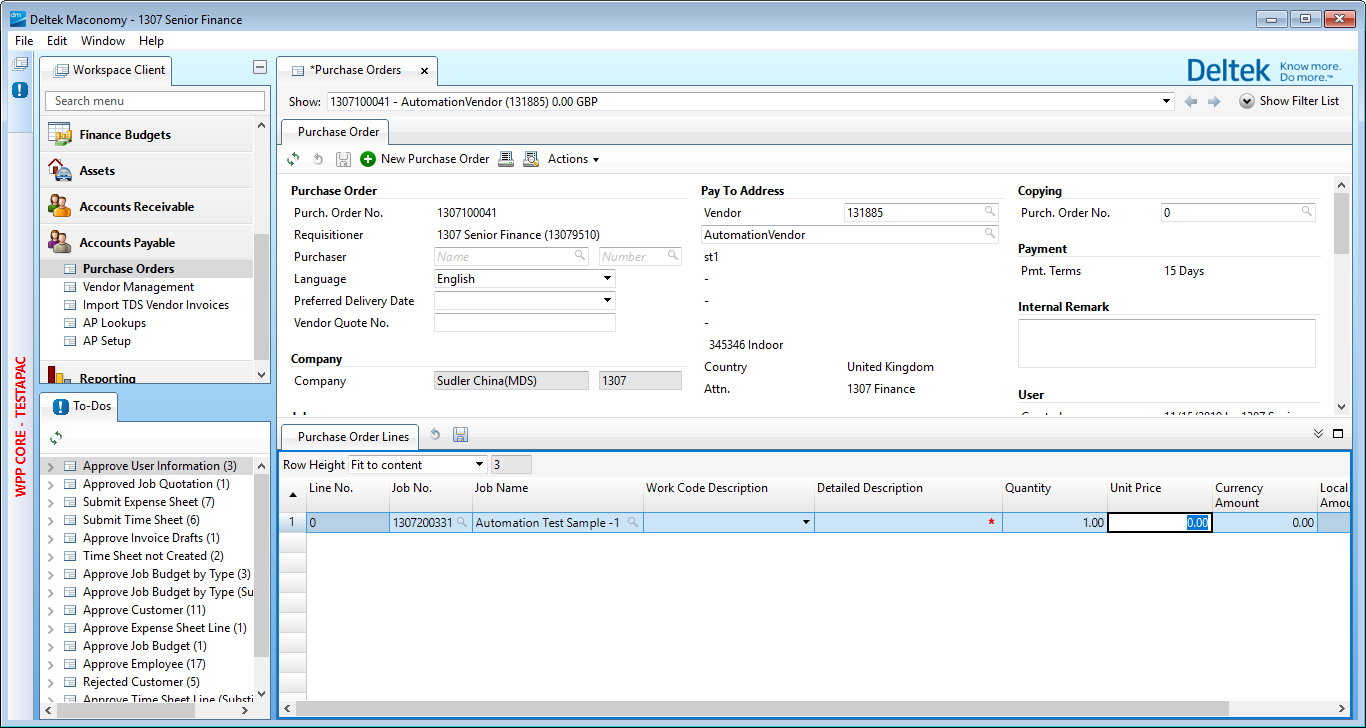 dm Deltek Maconomy - 1307 Senior Finance
File Edit Window Help
Workspace Client
Search menu
Finance Budgets
Assets
Accounts Receivable
Accounts Payable
Purchase Orders
Vendor Management
Import TDS Vendor Invoices
AP Lookups
AP Setup
Reporting
WPP CORE - TESTAPAC
To-Dos
Approve User Information (3)
Approved Job Quotation (1)
Submit Expense Sheet (7)
Submit Time Sheet (6)
Approve Invoice Drafts (1)
Time Sheet not Created (2)
Approve Job Budget by Type (3)
Approve Job Budget by Type (Su
Approve Customer (11)
Approve Expense Sheet Line (1)
Approve Job Budget (1)
Approve Employee (17)
Rejected Customer (5)
Approve Time Sheet Line (Substi
*Purchase Orders
Deltek Know more.
Do more.™
Show: 1307100041 - AutomationVendor (131885) 0.00 GBP
Show Filter List
Purchase Order
New Purchase Order Actions
Purchase Order
Purch. Order No. 1307100041
Requisitioner 1307 Senior Finance (13079510)
Purchaser Name Number
Language English
Preferred Delivery Date
Vendor Quote No.
Company
Company Sudler China(MDS) 1307
Pay To Address
Vendor 131885
AutomationVendor
st1
-
-
-
345346 Indoor
Country United Kingdom
Attn. 1307 Finance
Copying
Purch. Order No. 0
Payment
Pmt. Terms 15 Days
Internal Remark
User
Purchase Order Lines
Row Height Fit to content 3
Line No. Job No. Job Name Work Code Description Detailed Description Quantity Unit Price Currency Amount Local Amou
1 0 1307200331 Automation Test Sample -1 * 1.00 0.00 0.00